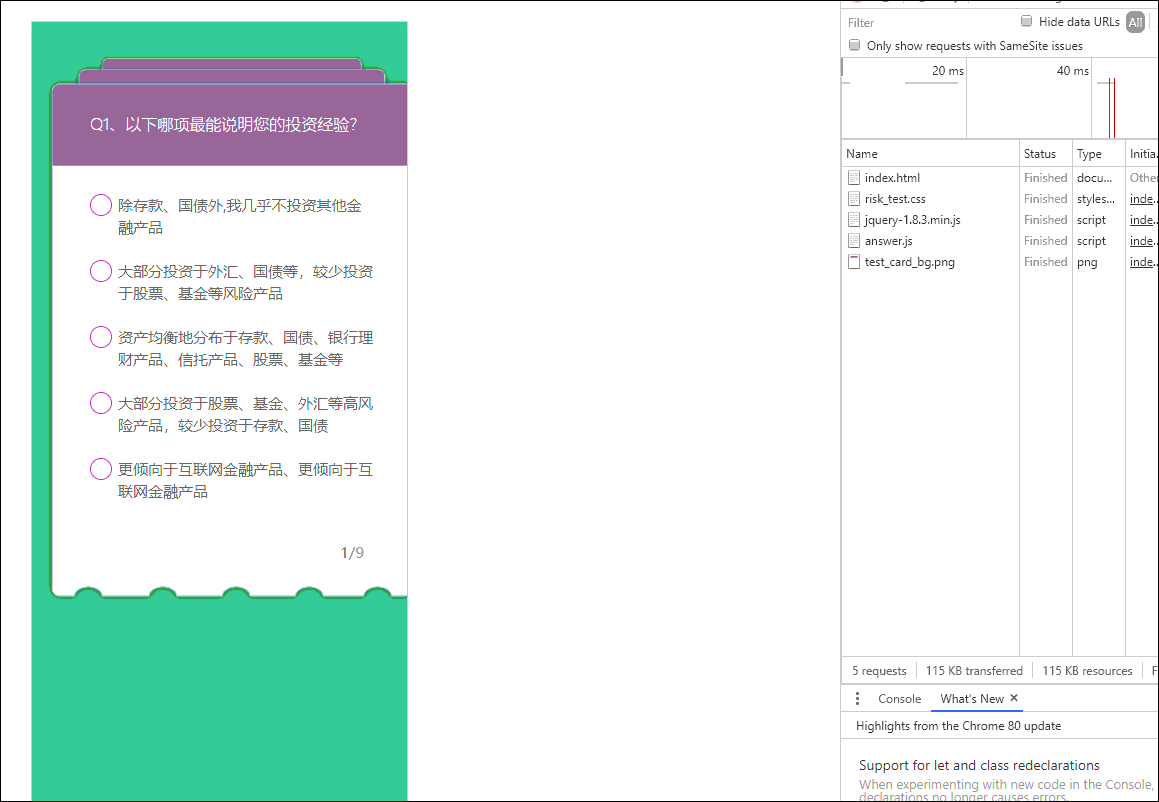 Q1、以下哪项最能说明您的投资经验?
除存款、国债外,我几乎不投资其他金
融产品
大部分投资于外汇、国债等，较少投资
于股票、基金等风险产品
资产均衡地分布于存款、国债、银行理
财产品、信托产品、股票、基金等
大部分投资于股票、基金、外汇等高风
险产品，较少投资于存款、国债
更倾向于互联网金融产品、更倾向于互
联网金融产品
1/9
Filter
Hide data URLs
All
Only show requests with SameSite issues
20 ms
40 ms
Name Status Type Initia.
index.html Finished docu... Other
risk_test.css Finished styles... inde..
jquery-1.8.3.min.js Finished script inde..
answer.js Finished script inde..
test_card_bg.png Finished png inde..
5 requests 115 KB transferred 115 KB resources F
Console What's New ×
Highlights from the Chrome 80 update
Support for let and class redeclarations
When experimenting with new code in the Console,
declarations no longer causes errors.